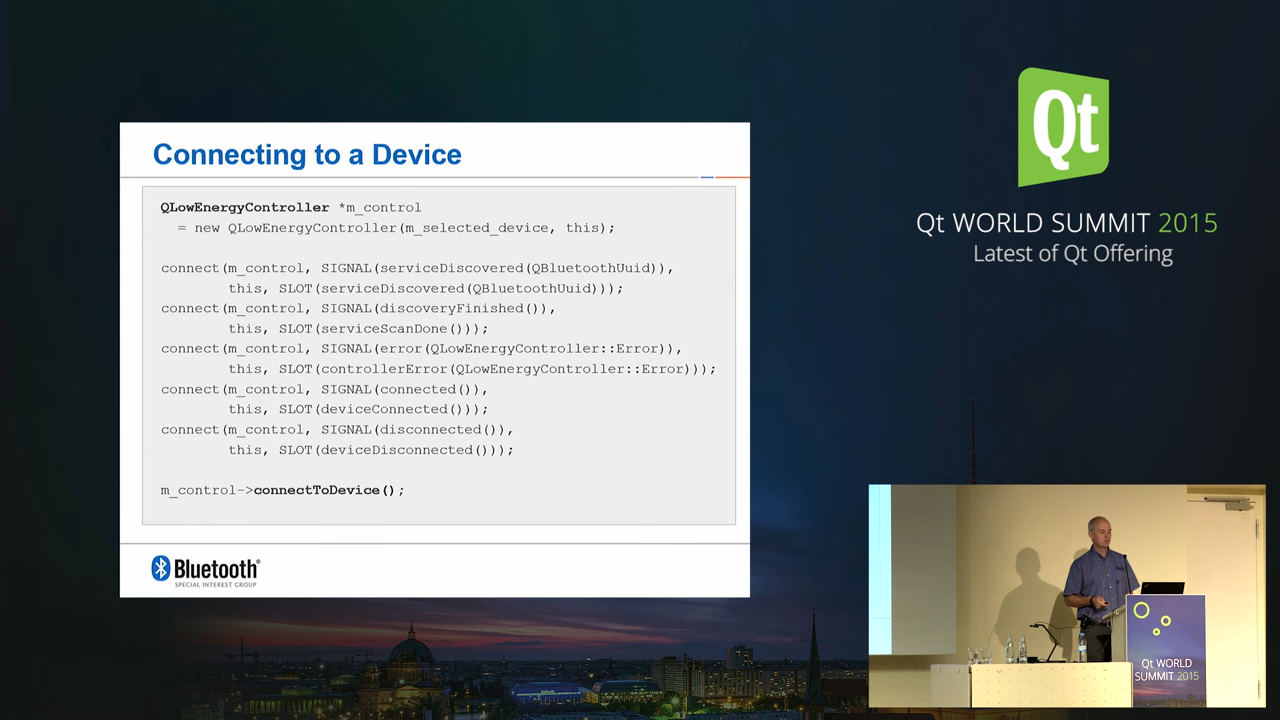 Connecting to a Device
QLowEnergyController *m_control
= new QLowEnergyController(m_selected_device, this);
connect(m_control, SIGNAL(serviceDiscovered(QBluetoothUuid)),
this, SLOT(serviceDiscovered(QBluetoothUuid)));
connect(m_control, SIGNAL(discoveryFinished()),
this, SLOT(serviceScanDone()));
connect(m_control, SIGNAL(error(QLowEnergyController::Error)),
this, SLOT(controllerError(QLowEnergyController::Error)));
connect(m_control, SIGNAL(connected()),
this, SLOT(deviceConnected()));
connect(m_control, SIGNAL(disconnected()),
this, SLOT(deviceDisconnected()));
m_control->connectToDevice();
Bluetooth®
SPECIAL INTEREST GROUP
Qt
Qt WORLD SUMMIT 2015
Latest of Qt Offering
Qt WORLD
SUMMIT 2015